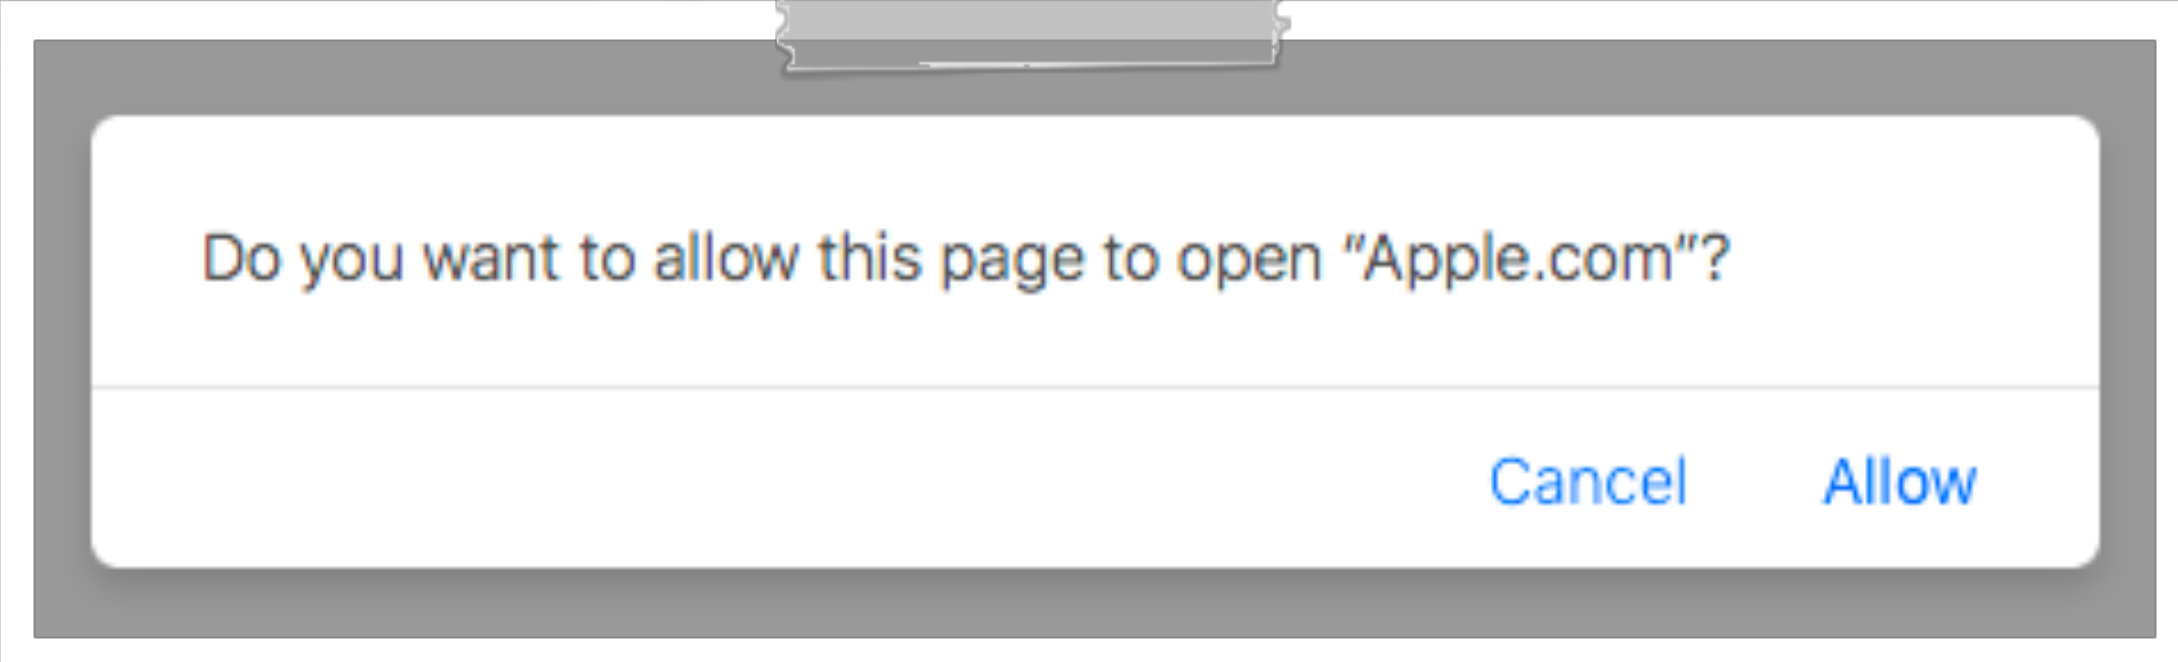 Do you want to allow this page to open "Apple.com"?
Cancel Allow